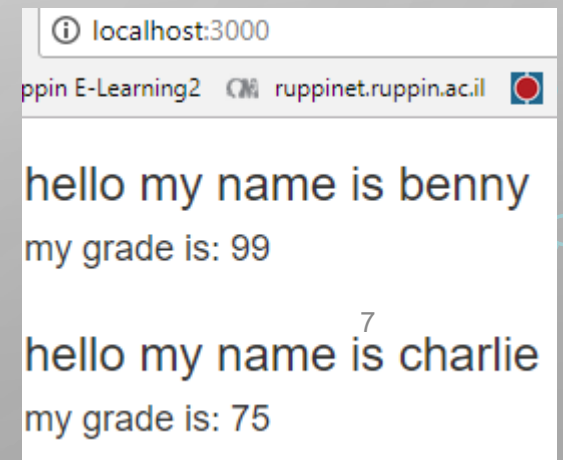 localhost:3000
ppin E-Learning2 ruppinet.ruppin.ac.il
hello my name is benny
my grade is: 99
7
hello my name is charlie
my grade is: 75